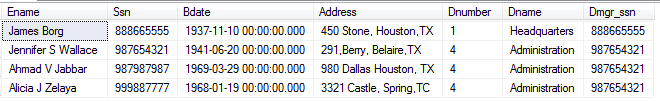 Ename Ssn Bdate Address Dnumber Dname Dmgr_ssn
James Borg 888665555 1937-11-10 00:00:00.000 450 Stone, Houston,TX 1 Headquarters 888665555
Jennifer S Wallace 987654321 1941-06-20 00:00:00.000 291,Berry, Belaire,TX 4 Administration 987654321
Ahmad V Jabbar 987987987 1969-03-29 00:00:00.000 980 Dallas Houston, TX 4 Administration 987654321
Alicia J Zelaya 999887777 1968-01-19 00:00:00.000 3321 Castle, Spring,TC 4 Administration 987654321